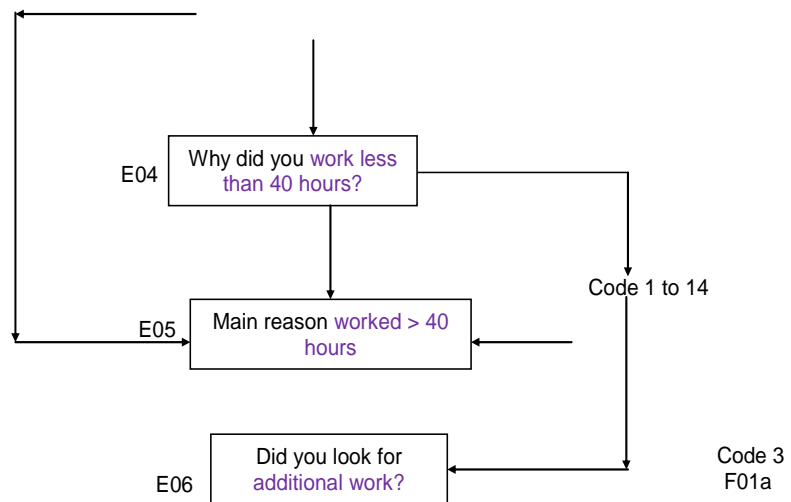 E04
Why did you work less
than 40 hours?
Code 1 to 14
E05
Main reason worked > 40
hours
Did you look for
additional work?
E06
Code 3
F01a